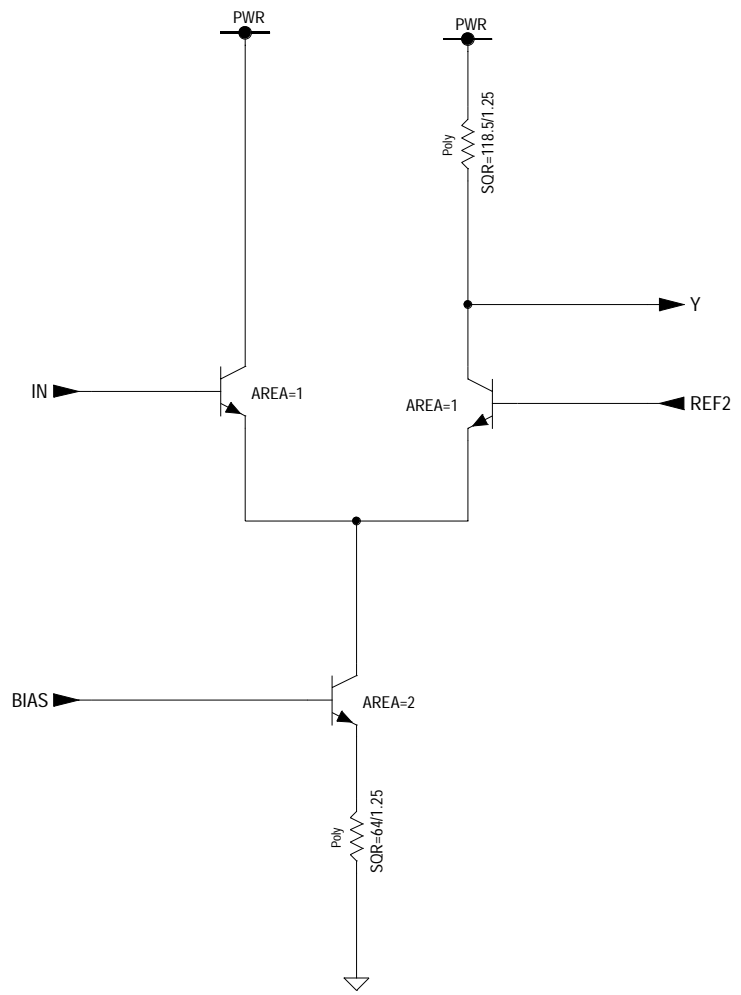 PWR
PWR
Poly
SQR=118.5/1.25
Y
IN
AREA=1
AREA=1
REF2
BIAS
AREA=2
Poly
SQR=64/1.25